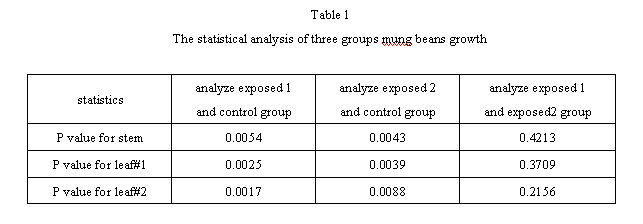 Table 1
The statistical analysis of three groups mung beans growth
statistics
analyze exposed 1
and control group
analyze exposed 2
and control group
analyze exposed 1
and exposed2 group
P value for stem 0.0054 0.0043 0.4213
P value for leaf#1 0.0025 0.0039 0.3709
P value for leaf#2 0.0017 0.0088 0.2156